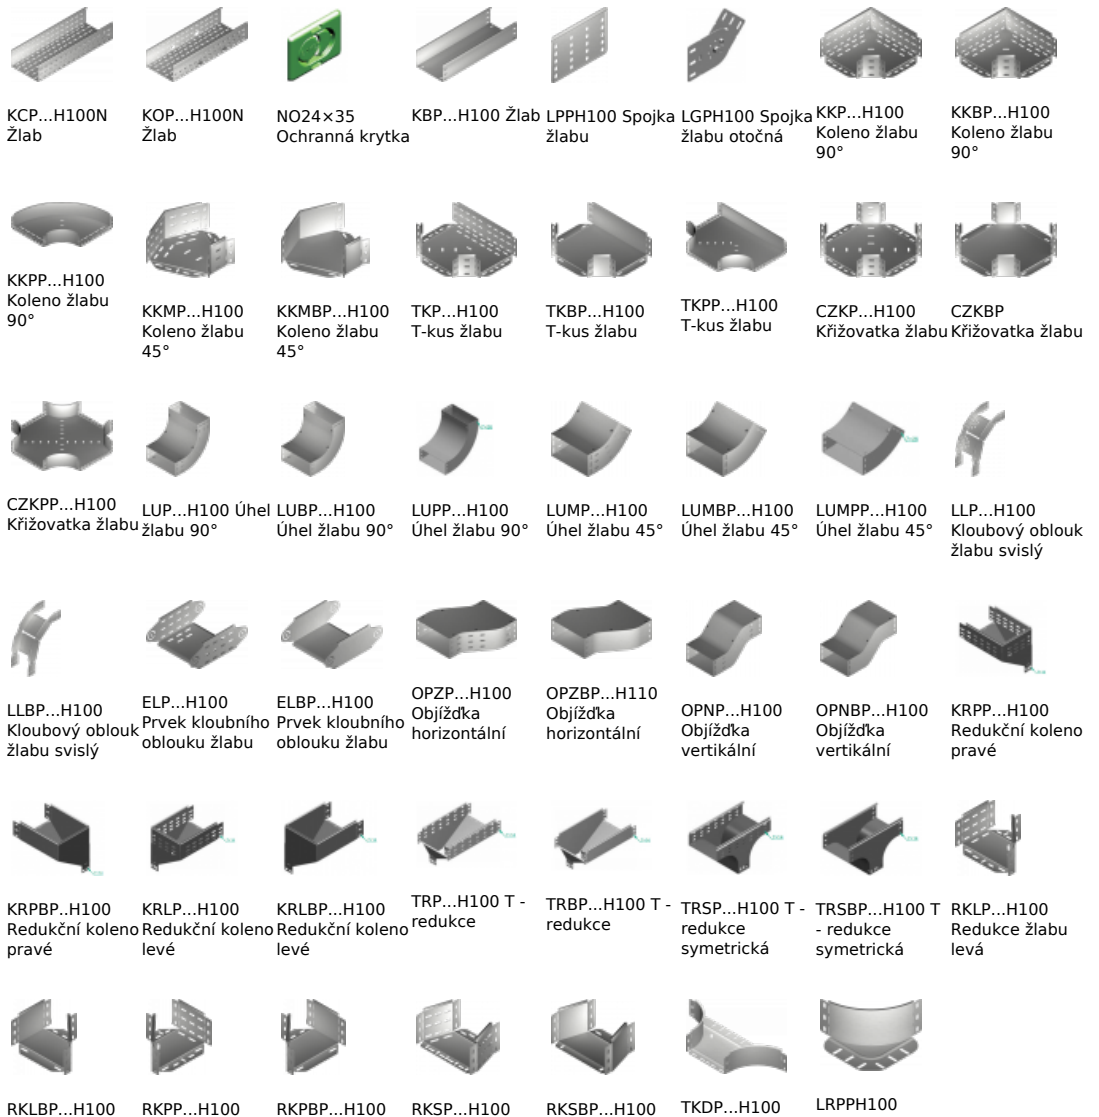 KCP...H100N
Žlab
KOP...H100N
Žlab
NO24×35
Ochranná krytka
KBP...H100 Žlab
LPPH100 Spojka
žlabu
LGPH100 Spojka
žlabu otočná
KKP...H100
Koleno žlabu
90°
KKBP...H100
Koleno žlabu
90°
KKPP...H100
Koleno žlabu
90°
KKMP...H100
Koleno žlabu
45°
KKMBP...H100
Koleno žlabu
45°
TKP...H100
T-kus žlabu
TKBP...H100
T-kus žlabu
TKPP...H100
T-kus žlabu
CZKP...H100
Křižovatka žlabu
CZKBP
Křižovatka žlabu
CZKPP...H100
Křižovatka žlabu
LUP...H100 Úhel
žlabu 90°
LUBP...H100
Úhel žlabu 90°
LUPP...H100
Úhel žlabu 90°
LUMP...H100
Úhel žlabu 45°
LUMBP...H100
Úhel žlabu 45°
LUMPP...H100
Úhel žlabu 45°
LLP...H100
Kloubový oblouk
žlabu svislý
LLBP...H100
Kloubový oblouk
žlabu svislý
ELP...H100
Prvek kloubního
oblouku žlabu
ELBP...H100
Prvek kloubního
oblouku žlabu
OPZP...H100
Objížďka
horizontální
OPZBP...H110
Objížďka
horizontální
OPNP...H100
Objížďka
vertikální
OPNBP...H100
Objížďka
vertikální
KRPP...H100
Redukční koleno
pravé
KRPBP..H100
Redukční koleno
pravé
KRLP...H100
Redukční koleno
levé
KRLBP...H100
Redukční koleno
levé
TRP...H100 T -
redukce
TRBP...H100 T -
redukce
TRSP...H100 T -
redukce
symetrická
TRSBP...H100 T
- redukce
symetrická
RKLP...H100
Redukce žlabu
levá
RKLBP...H100
RKPP...H100
RKPBP...H100
RKSP...H100
RKSBP...H100
TKDP...H100
LRPPH100